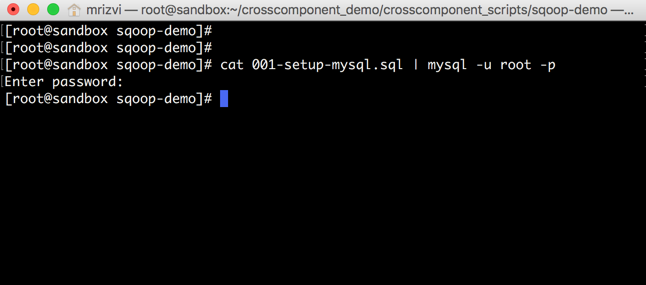 mrizvi — root@sandbox:~/crosscomponent_demo/crosscomponent_scripts/sqoop-demo —...
[root@sandbox sqoop-demo]#
[root@sandbox sqoop-demo]#
[root@sandbox sqoop-demo]# cat 001-setup-mysql.sql | mysql -u root -p
Enter password:
[root@sandbox sqoop-demo]#